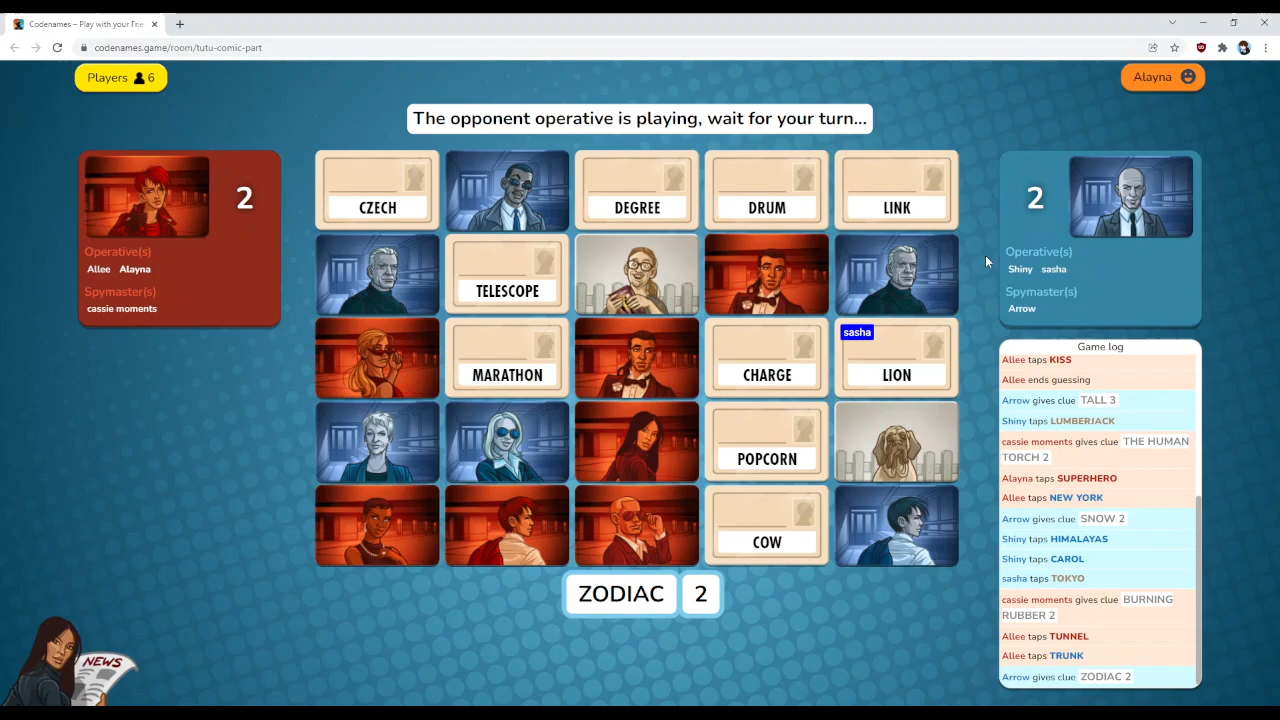 Codenames – Play with your Frie
codenames.game/room/tutu-comic-part
Players 6
Alayna
The opponent operative is playing, wait for your turn...
2
Operative(s)
Allee Alayna
Spymaster(s)
cassie moments
CZECH
DEGREE
DRUM
LINK
TELESCOPE
MARATHON
CHARGE
sasha
LION
POPCORN
COW
ZODIAC 2
NEWS
2
Operative(s)
Shiny sasha
Spymaster(s)
Arrow
Game log
Allee taps KISS
Allee ends guessing
Arrow gives clue TALL 3
Shiny taps LUMBERJACK
cassie moments gives clue THE HUMAN
TORCH 2
Alayna taps SUPERHERO
Allee taps NEW YORK
Arrow gives clue SNOW 2
Shiny taps HIMALAYAS
Shiny taps CAROL
sasha taps TOKYO
cassie moments gives clue BURNING
RUBBER 2
Allee taps TUNNEL
Allee taps TRUNK
Arrow gives clue ZODIAC 2